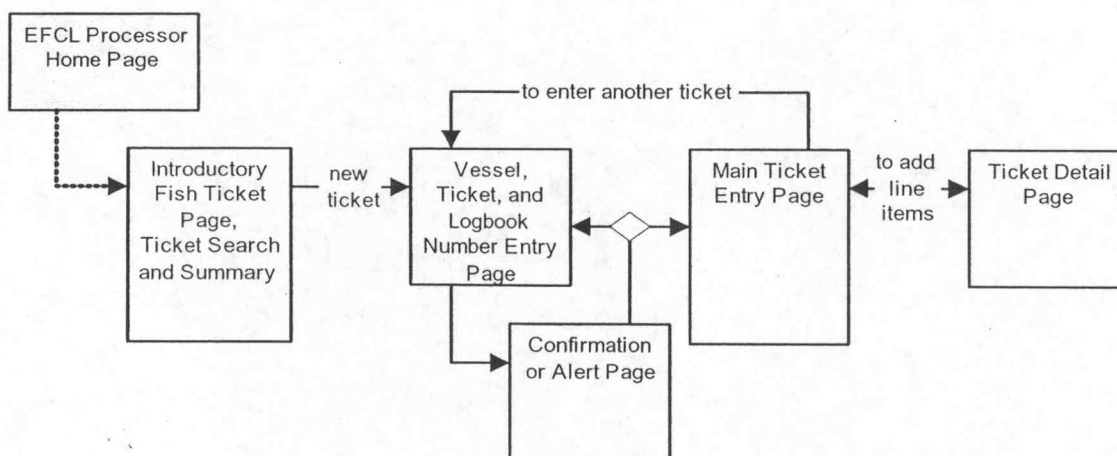 EFCL Processor
Home Page
to enter another ticket
Introductory
Fish Ticket
Page,
Ticket Search
and Summary
new
ticket
Vessel,
Ticket, and
Logbook
Number Entry
Page
Main Ticket
Entry Page
to add
line
items
Ticket Detail
Page
Confirmation
or Alert Page